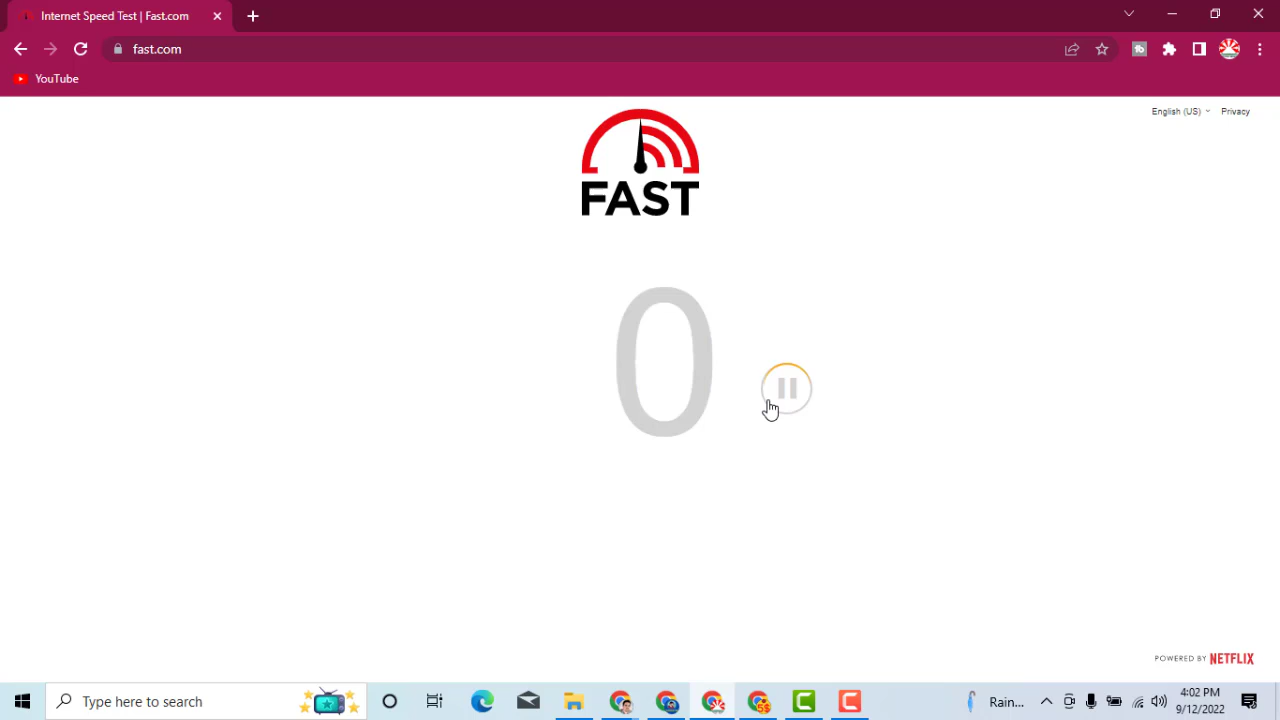 Internet Speed Test | Fast.com
fast.com
YouTube
English (US)
Privacy
FAST
0
POWERED BY NETFLIX
Type here to search
Rain...
4:02 PM
9/12/2022